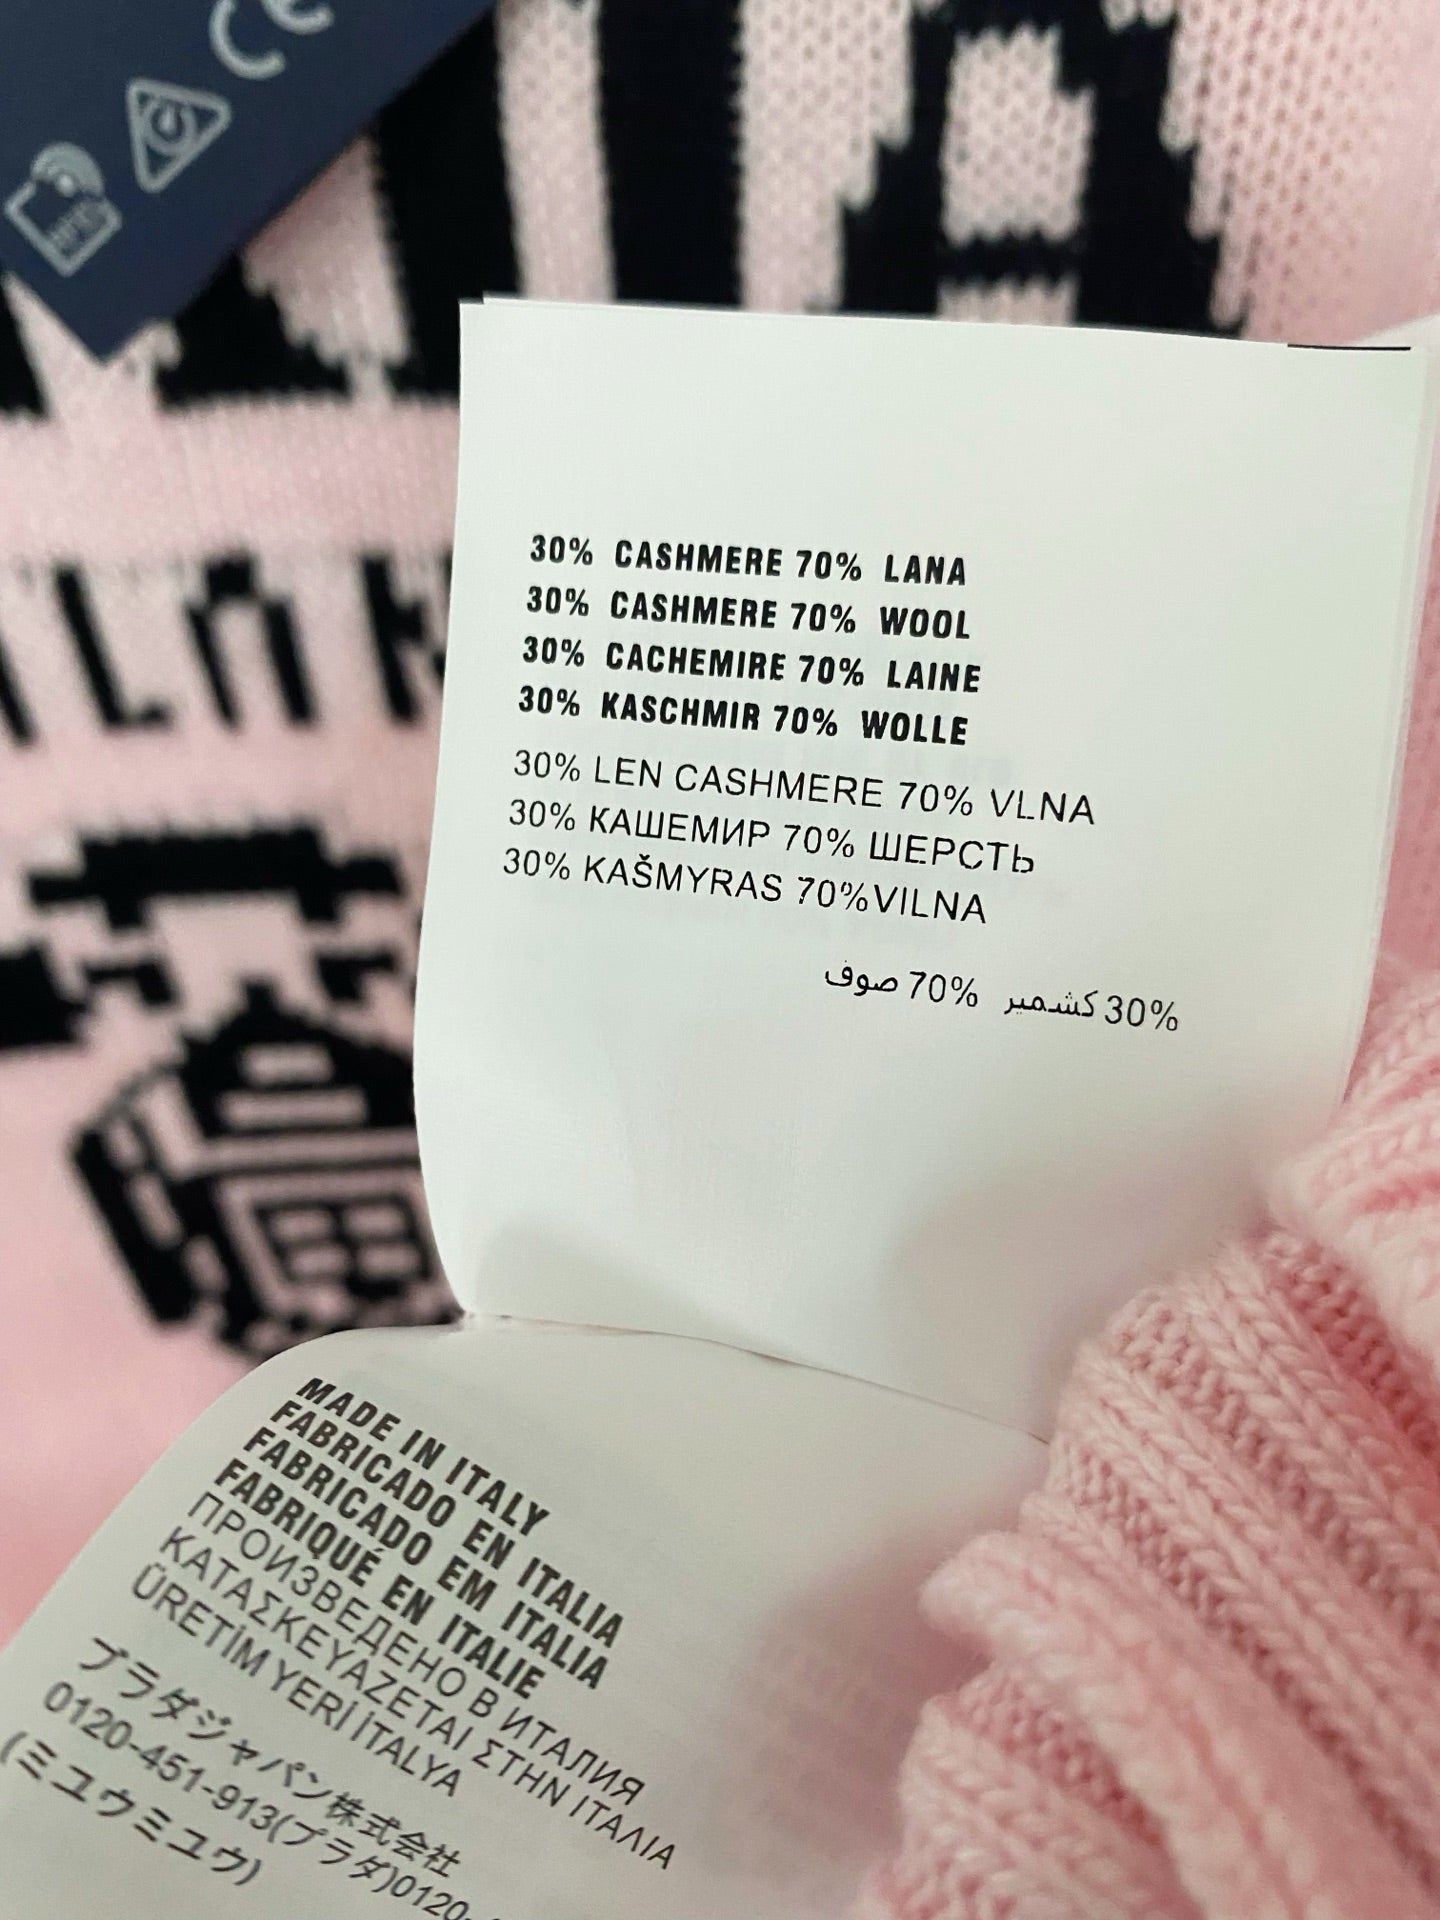 CE
RFID
30% CASHMERE 70% LANA
30% CASHMERE 70% WOOL
30% CACHEMIRE 70% LAINE
30% KASCHMIR 70% WOLLE
30% LEN CASHMERE 70% VLNA
30% КАШЕМИР 70% ШЕРСТЬ
30% KAŠMYRAS 70%VILNA
30% كشمير 70% صوف
MADE IN ITALY
FABRICADO EN ITALIA
FABRICADO EM ITALIA
FABRIQUÉ EN ITALIE
ПРОИЗВЕДЕНО В ИТАЛИЯ
ΚΑΤΑΣΚΕΥΑΖΕΤΑΙ ΣΤΗΝ ΙΤΑΛΙΑ
ÜRETİM YERİ İTALYA
プラダジャパン株式会社
0120-451-913(プラダ)0120-
(ミュウミュウ)